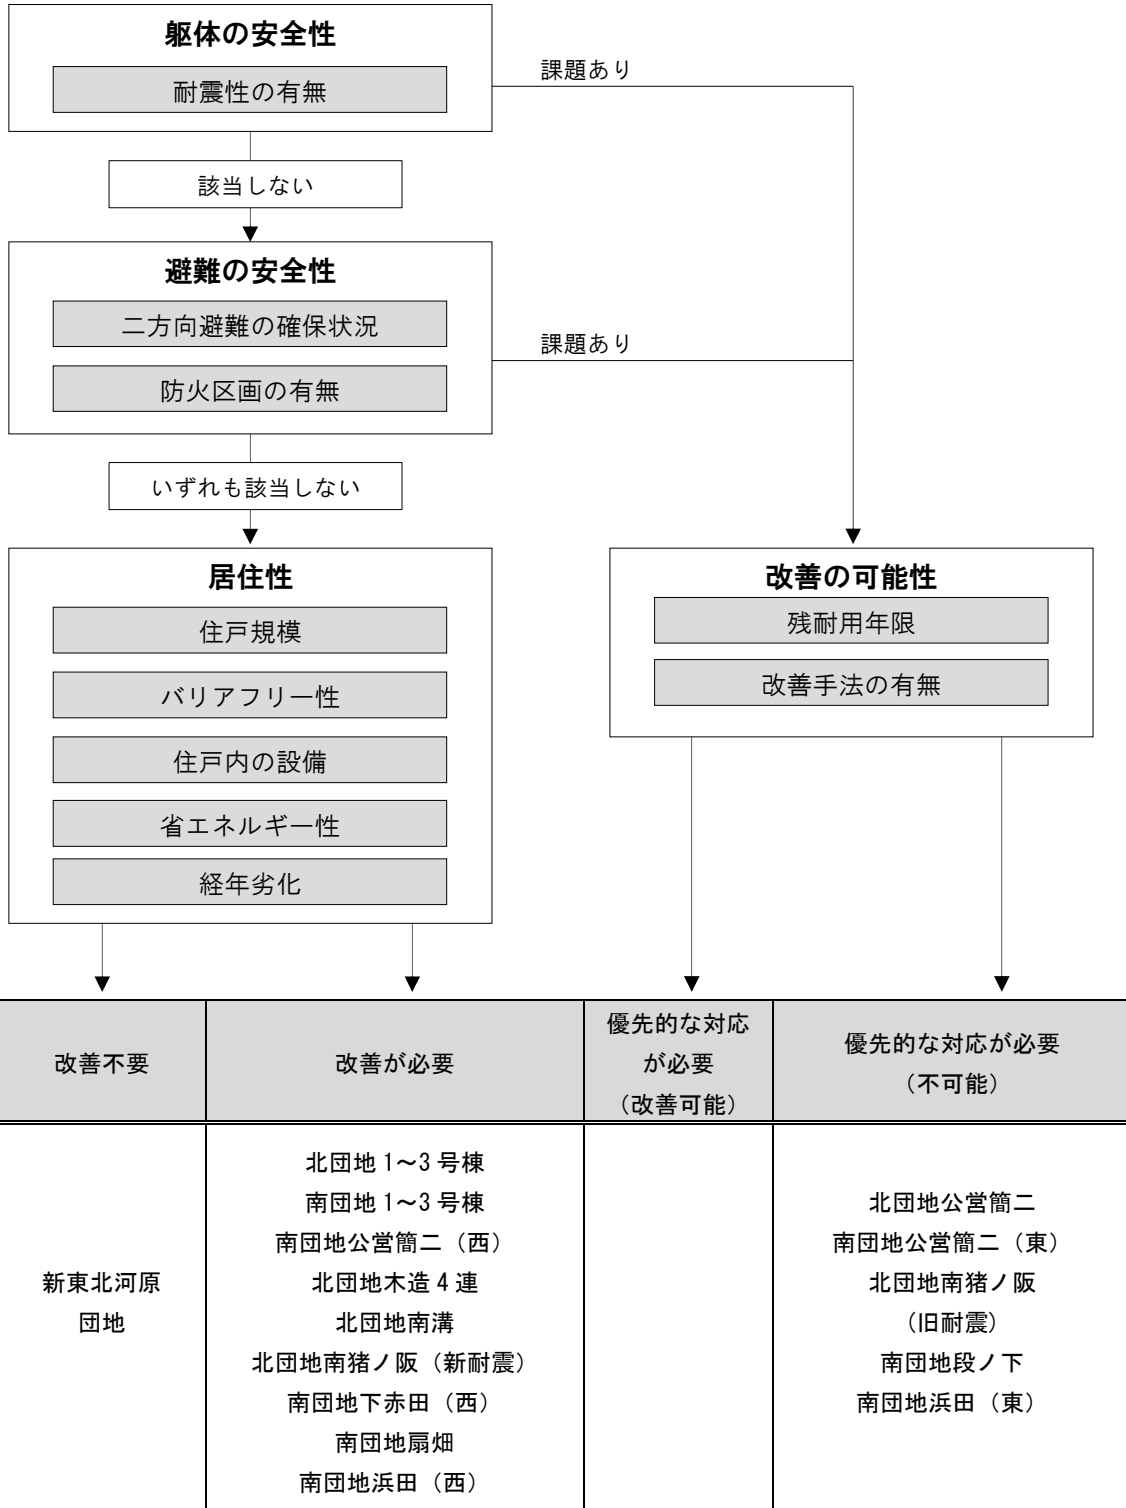 躯体の安全性
耐震性の有無
課題あり
該当しない
避難の安全性
二方向避難の確保状況
防火区画の有無
課題あり
いずれも該当しない
居住性
住戸規模
バリアフリー性
住戸内の設備
省エネルギー性
経年劣化
改善の可能性
残耐用年限
改善手法の有無
改善不要
改善が必要
優先的な対応
が必要
（改善可能）
優先的な対応が必要
（不可能）
新東北河原
団地
北団地 1～3 号棟
南団地 1～3 号棟
南団地公営簡二（西）
北団地木造 4 連
北団地南溝
北団地南猪ノ阪（新耐震）
南団地下赤田（西）
南団地扇畑
南団地浜田（西）
北団地公営簡二
南団地公営簡二（東）
北団地南猪ノ阪
（旧耐震）
南団地段ノ下
南団地浜田（東）